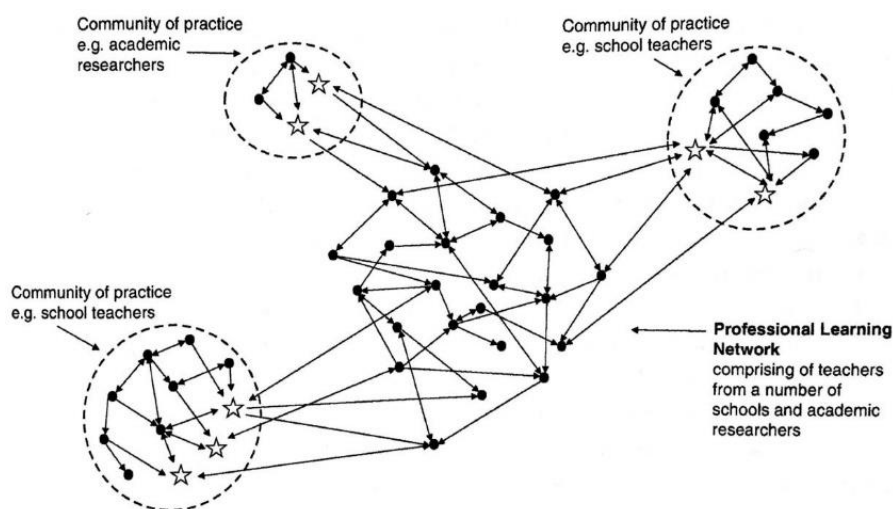 Community of practice
e.g. academic
researchers
Community of practice
e.g. school teachers
Community of practice
e.g. school teachers
Professional Learning
Network
comprising of teachers
from a number of
schools and academic
researchers